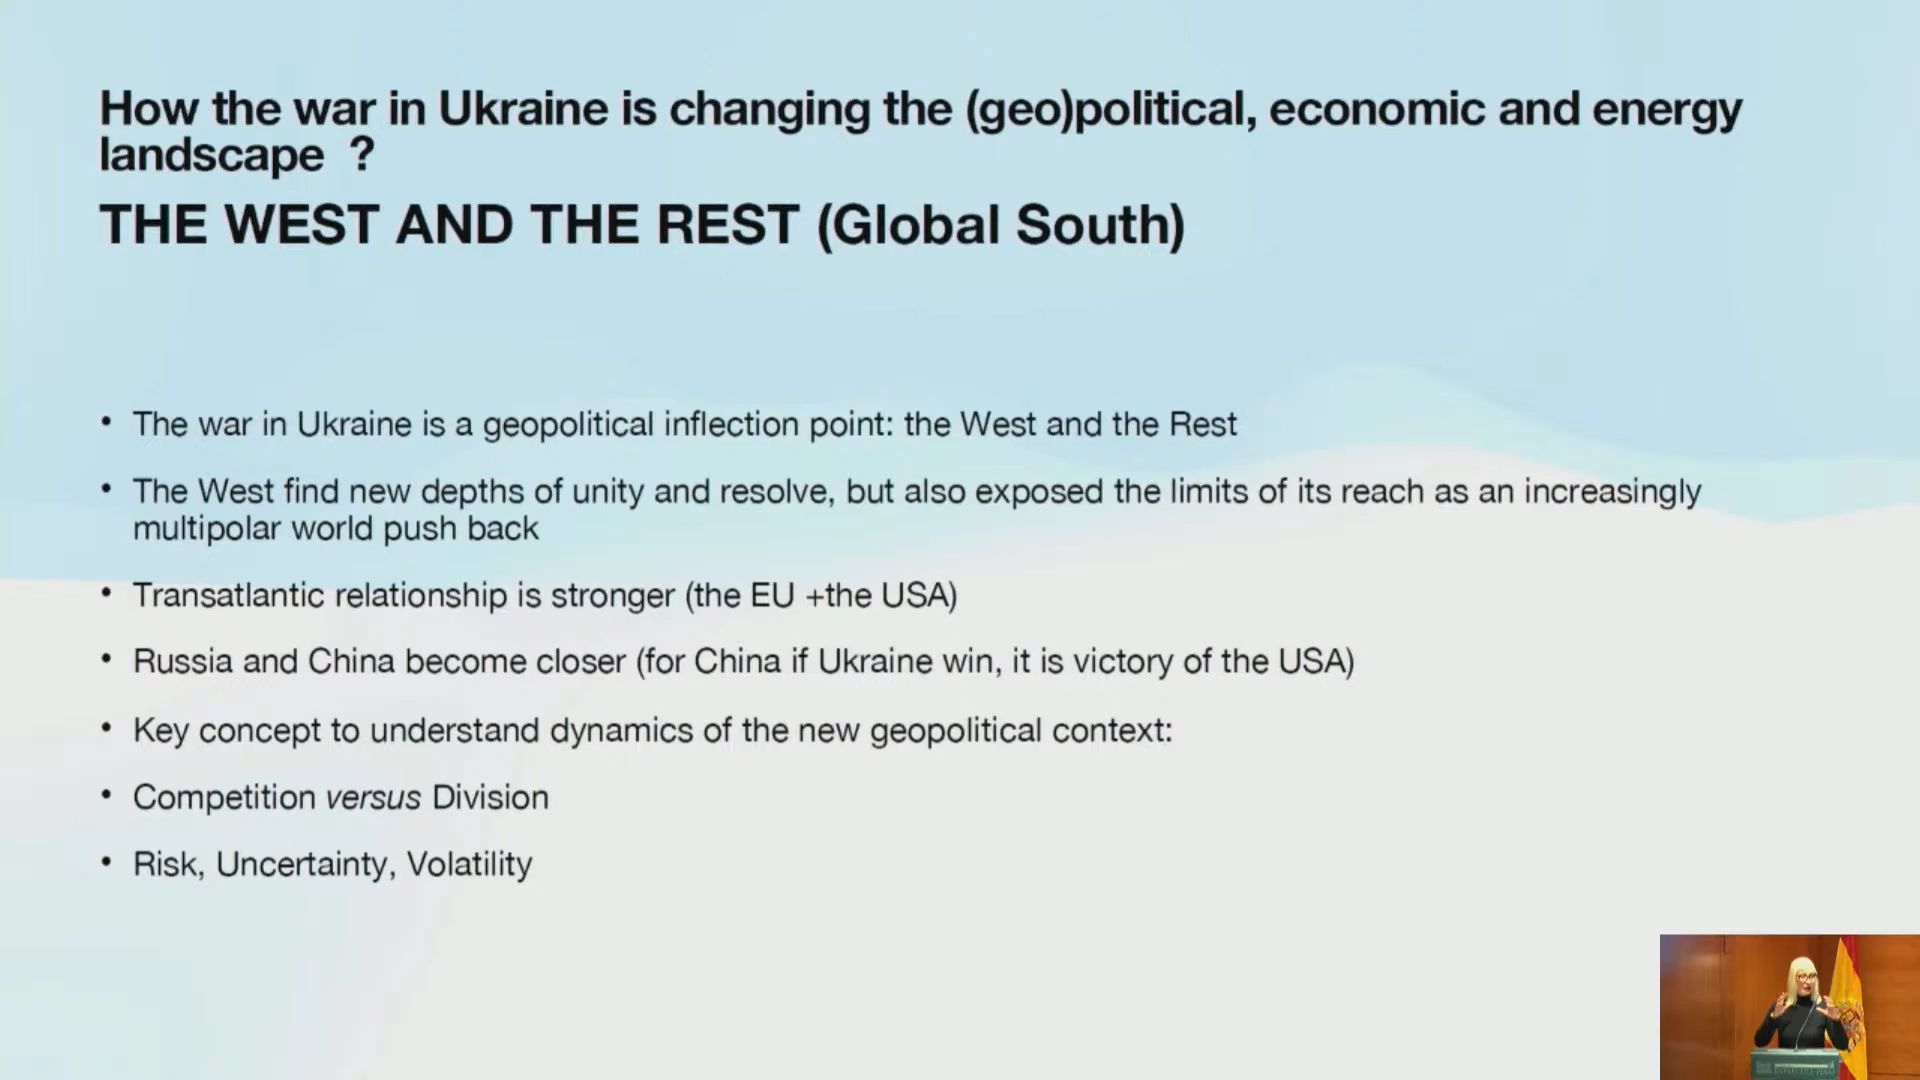 How the war in Ukraine is changing the (geo)political, economic and energy
landscape  ?
THE WEST AND THE REST (Global South)
• The war in Ukraine is a geopolitical inflection point: the West and the Rest
• The West find new depths of unity and resolve, but also exposed the limits of its reach as an increasingly
multipolar world push back
• Transatlantic relationship is stronger (the EU +the USA)
• Russia and China become closer (for China if Ukraine win, it is victory of the USA)
• Key concept to understand dynamics of the new geopolitical context:
• Competition versus Division
• Risk, Uncertainty, Volatility